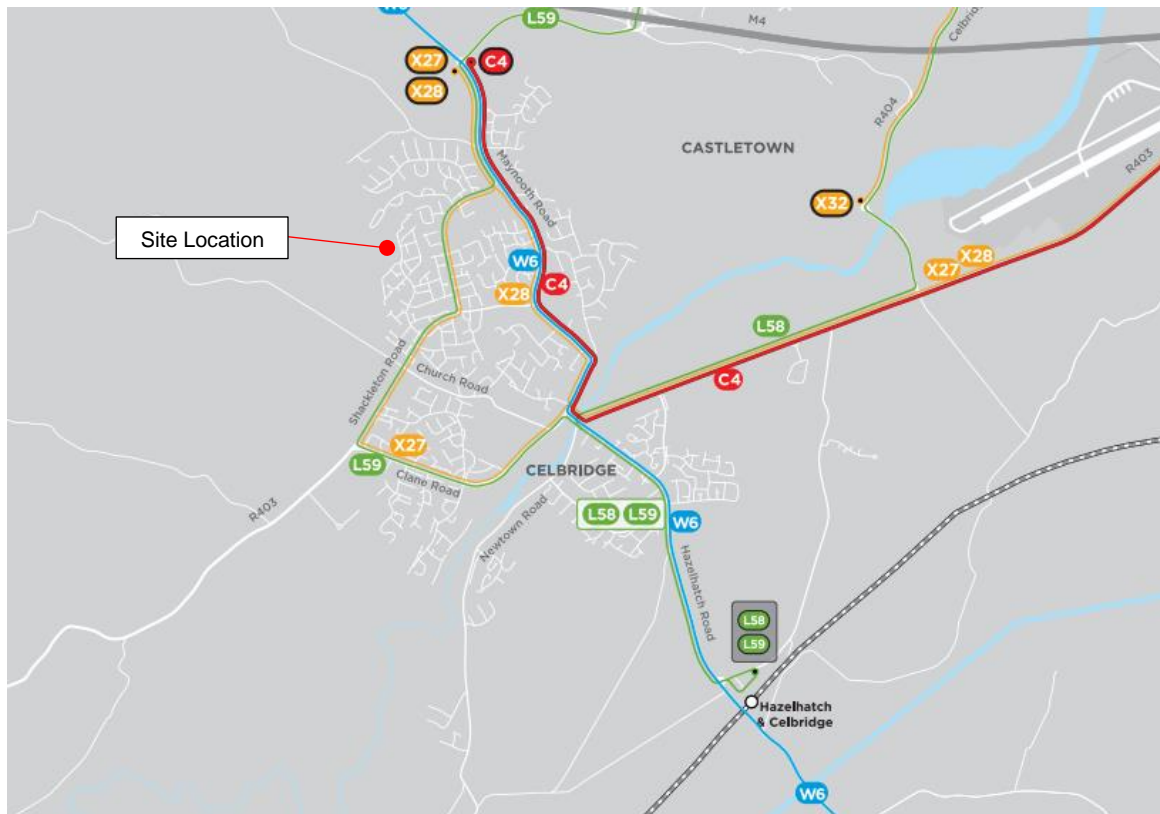 W6
L59
M4
Celbridg
X27
C4
X28
R404
CASTLETOWN
R403
Maynooth Road
X32
Site Location
W6
X28
X27
C4
X28
L58
Shackleton Road
Church Road
C4
X27
L59
Clane Road
CELBRIDGE
R403
Newtown Road
L58 L59
W6
Hazelhatch Road
L58
L59
Hazelhatch
& Celbridge
W6